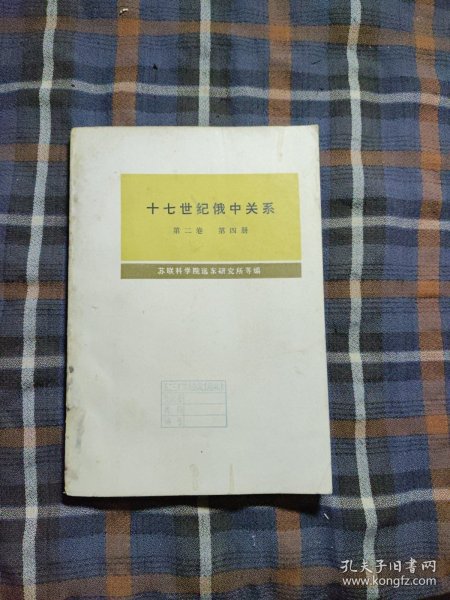 十七世纪俄中关系
第二卷 第四册
苏联科学院远东研究所等编
孔夫子旧书网
www.kongfz.com